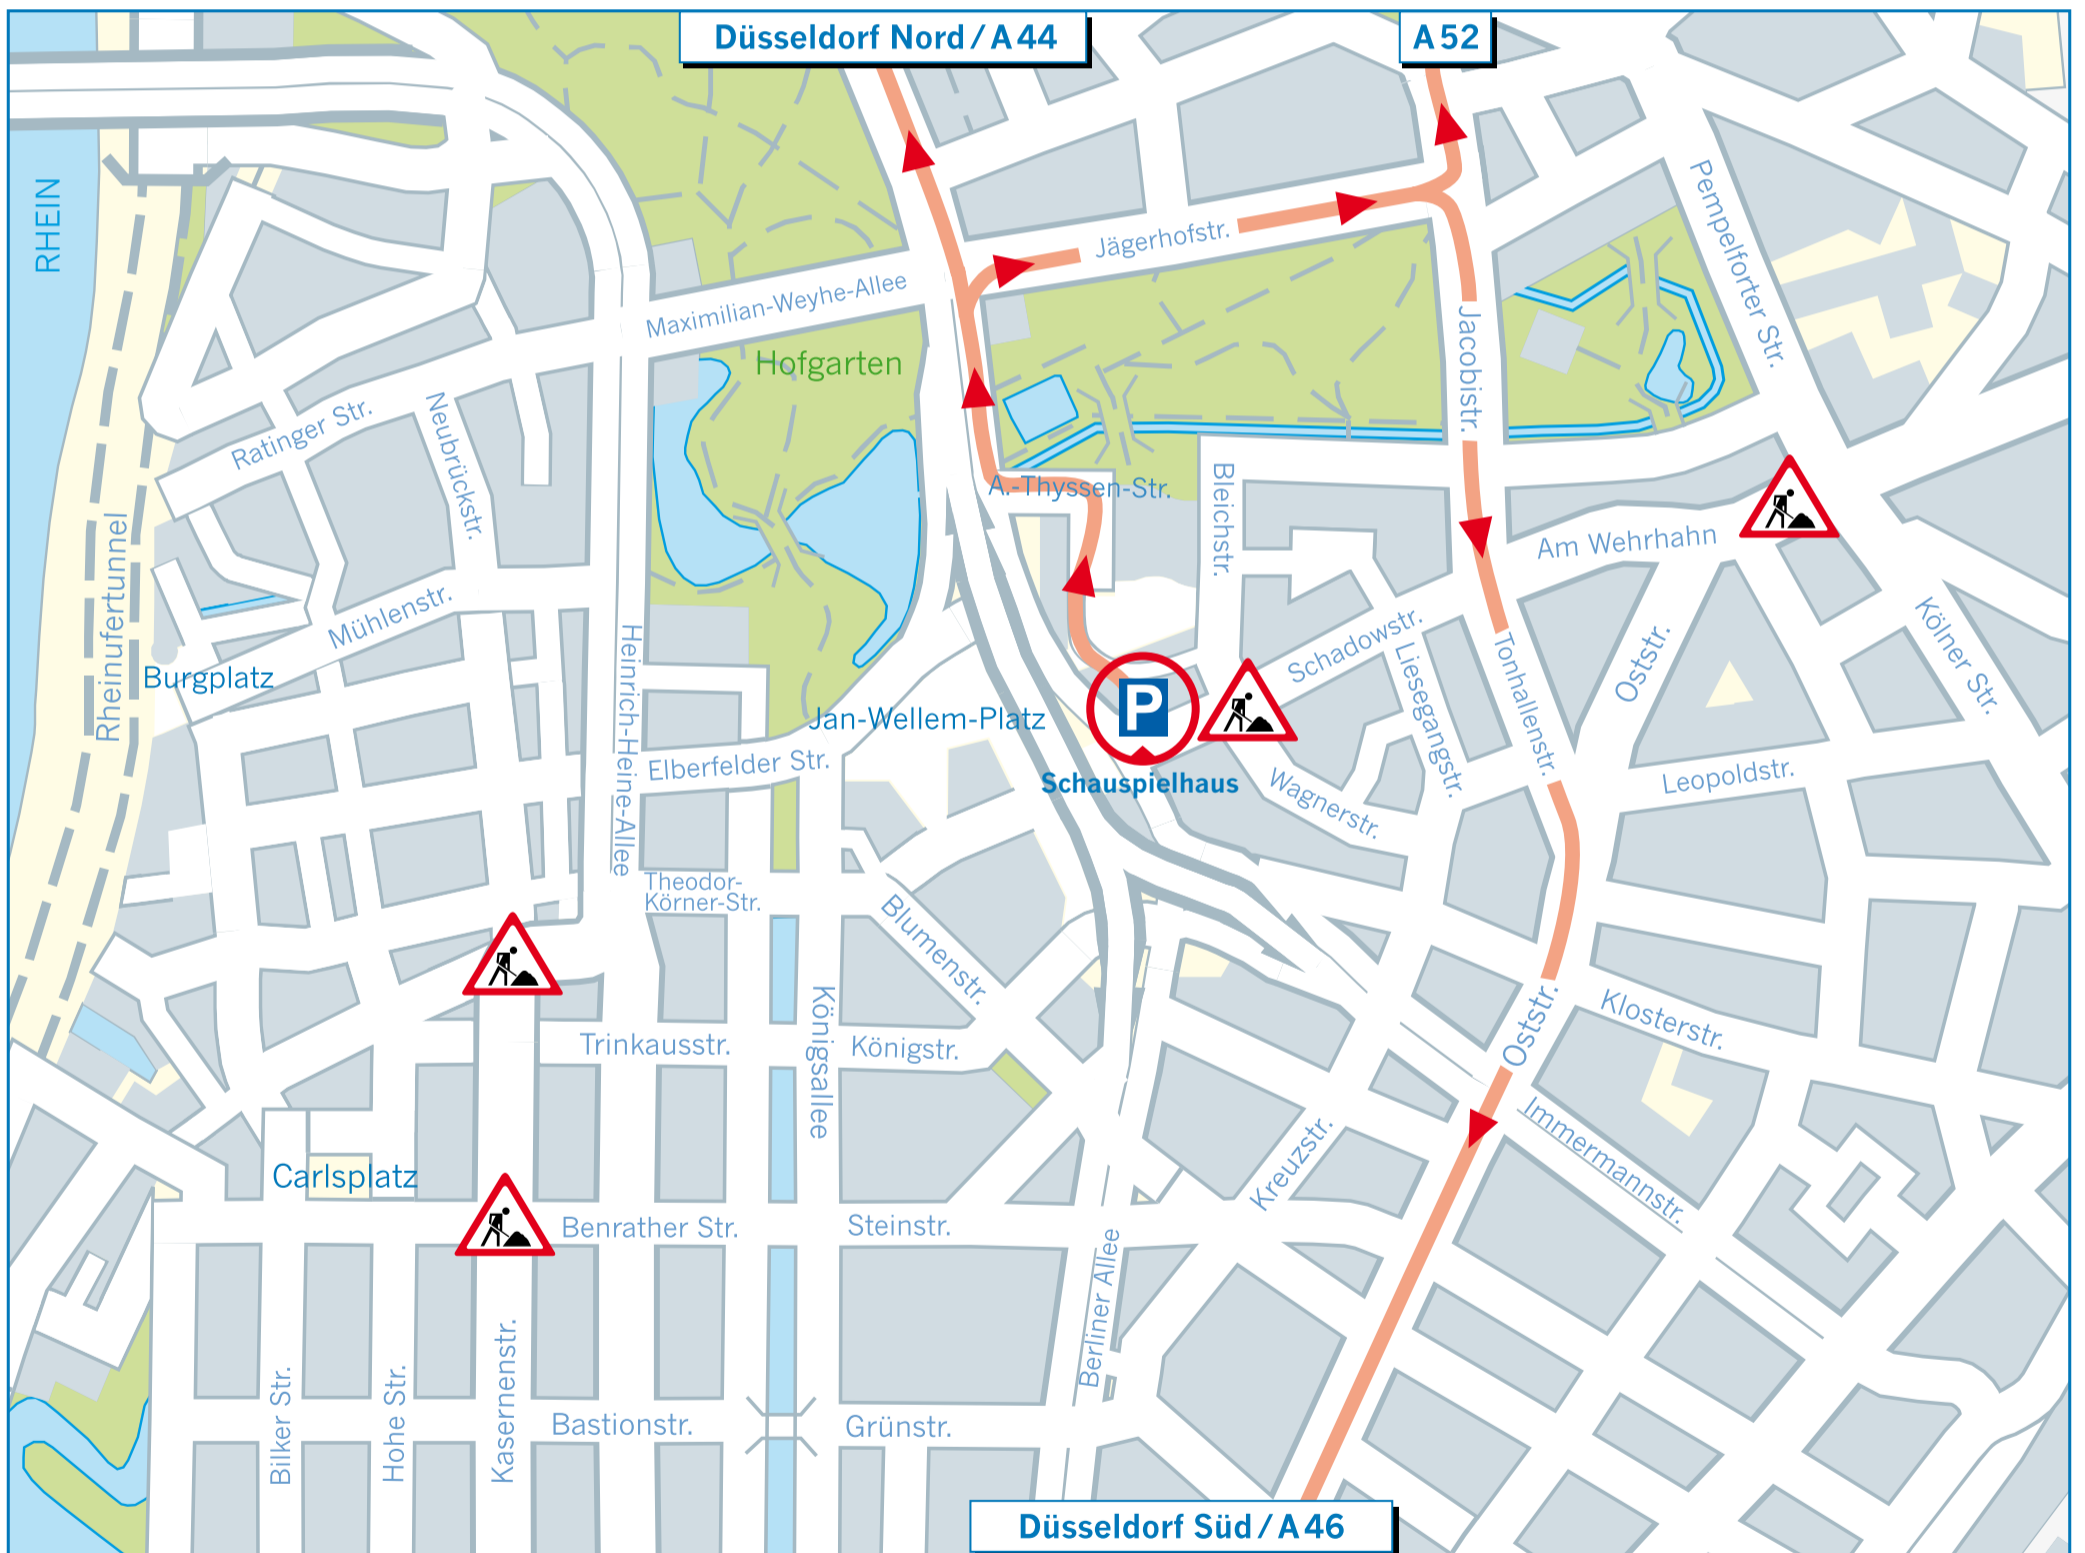 Düsseldorf Nord / A 44
A 52
RHEIN
Pempelforter Str.
Jägerhofstr.
Maximilian-Weyhe-Allee
Hofgarten
Jacobistr.
Ratinger Str.
Neubrückstr.
A.-Thyssen-Str.
Bleichstr.
Am Wehrhahn
Rheinufertunnel
Mühlenstr.
Burgplatz
Heinrich-Heine-Allee
Schadowstr.
Liesegangstr.
Tonhallenstr.
Oststr.
Kölner Str.
Jan-Wellem-Platz
P
Schauspielhaus
Elberfelder Str.
Wagnerstr.
Leopoldstr.
Theodor-
Körner-Str.
Blumenstr.
Königsallee
Trinkausstr.
Königstr.
Oststr.
Klosterstr.
Immermannstr.
Kreuzstr.
Carlsplatz
Benrather Str.
Steinstr.
Berliner Allee
Bilker Str.
Hohe Str.
Kasernenstr.
Bastionstr.
Grünstr.
Düsseldorf Süd / A 46